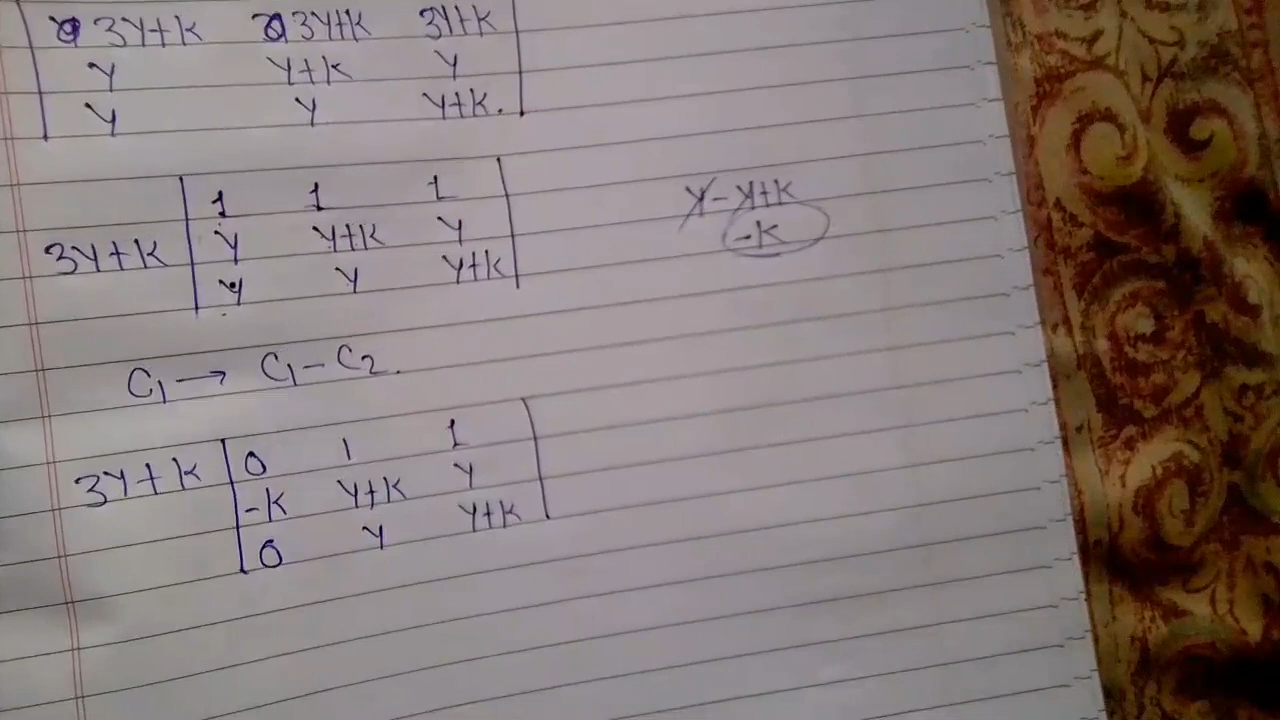 3Y+K 3Y+K 3Y+K
Y Y+K Y
Y Y Y+K.
1 1 1
3Y+K Y Y+K Y
Y Y Y+K
Y-Y+K
-K
C1 → C1-C2.
3Y+K 0 1 1
-K Y+K Y
0 Y Y+K